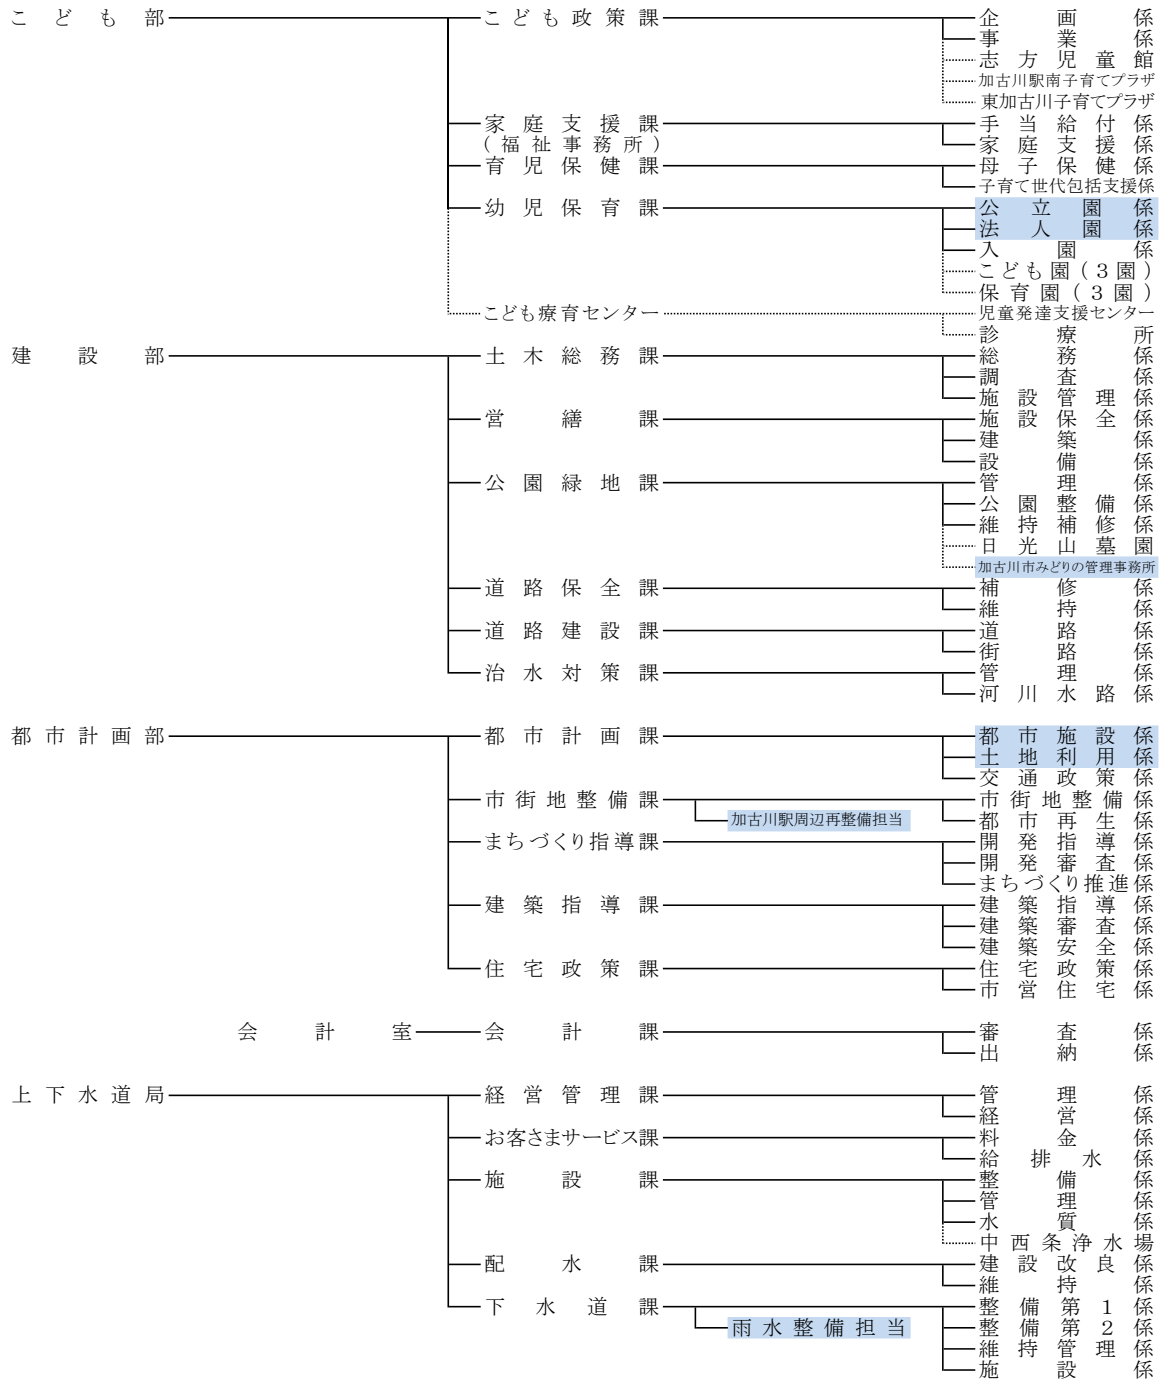 こども部 こども政策課 企画係
事業係
志方児童館
加古川駅南子育てプラザ
東加古川子育てプラザ
家庭支援課 手当給付係
(福祉事務所) 家庭支援係
育児保健課 母子保健係
子育て世代包括支援係
幼児保育課 公立園係
法人園係
入園係
こども園(3園)
保育園(3園)
こども療育センター 児童発達支援センター
診療所
建設部 土木総務課 総務係
調査係
施設管理係
営繕課 施設保全係
建築係
設備係
公園緑地課 管理係
公園整備係
維持補修係
日光山墓園
加古川市みどりの管理事務所
道路保全課 補修係
維持係
道路建設課 道路係
街路係
治水対策課 管理係
河川水路係
都市計画部 都市計画課 都市施設係
土地利用係
交通政策係
市街地整備課 市街地整備係
加古川駅周辺再整備担当 都市再生係
まちづくり指導課 開発指導係
開発審査係
まちづくり推進係
建築指導課 建築指導係
建築審査係
建築安全係
住宅政策課 住宅政策係
市営住宅係
会計室 会計課 審査係
出納係
上下水道局 経営管理課 管理係
経営係
お客さまサービス課 料金係
給排水係
施設課 整備係
管理係
水質係
中西条浄水場
配水課 建設改良係
維持係
下水道課 整備第1係
雨水整備担当 整備第2係
維持管理係
施設係